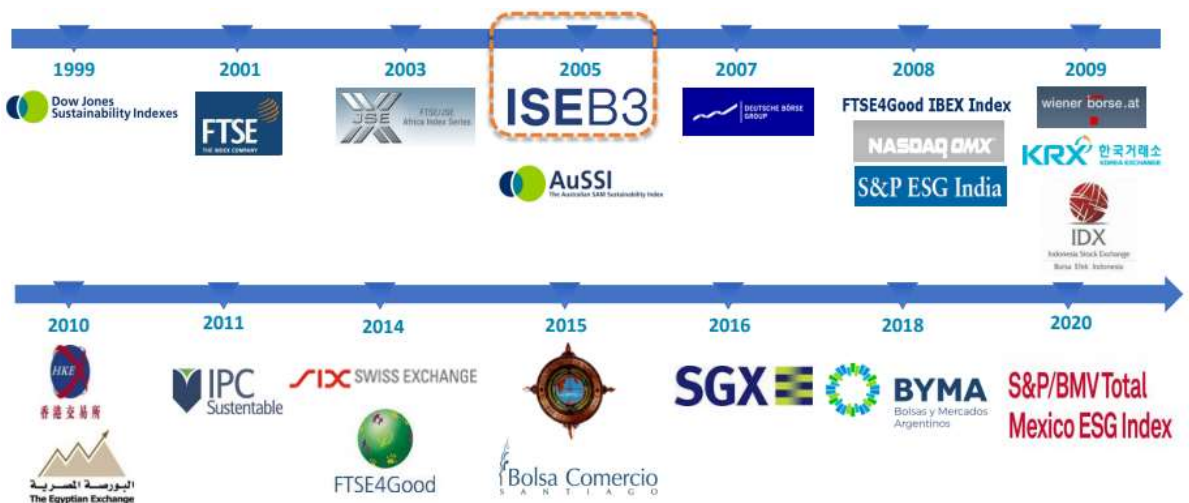 1999
2001
2003
2005
2007
2008
2009
Dow Jones
Sustainability Indexes
FTSE
THE INDEX COMPANY
JSE
FTSE/JSE
Africa Index Series
ISEB3
AuSSI
The Australian SAM Sustainability Index
DEUTSCHE BÖRSE
GROUP
FTSE4Good IBEX Index
NASDAQ OMX
S&P ESG India
wiener börse.at
KRX 한국거래소
KOREA EXCHANGE
IDX
Indonesia Stock Exchange
Bursa Efek Indonesia
2010
2011
2014
2015
2016
2018
2020
HKE
香港交易所
البورصة المصرية
The Egyptian Exchange
IPC
Sustentable
SIX SWISS EXCHANGE
FTSE4Good
Bolsa Comercio
SANTIAGO
SGX
BYMA
Bolsas y Mercados
Argentinos
S&P/BMV Total
Mexico ESG Index